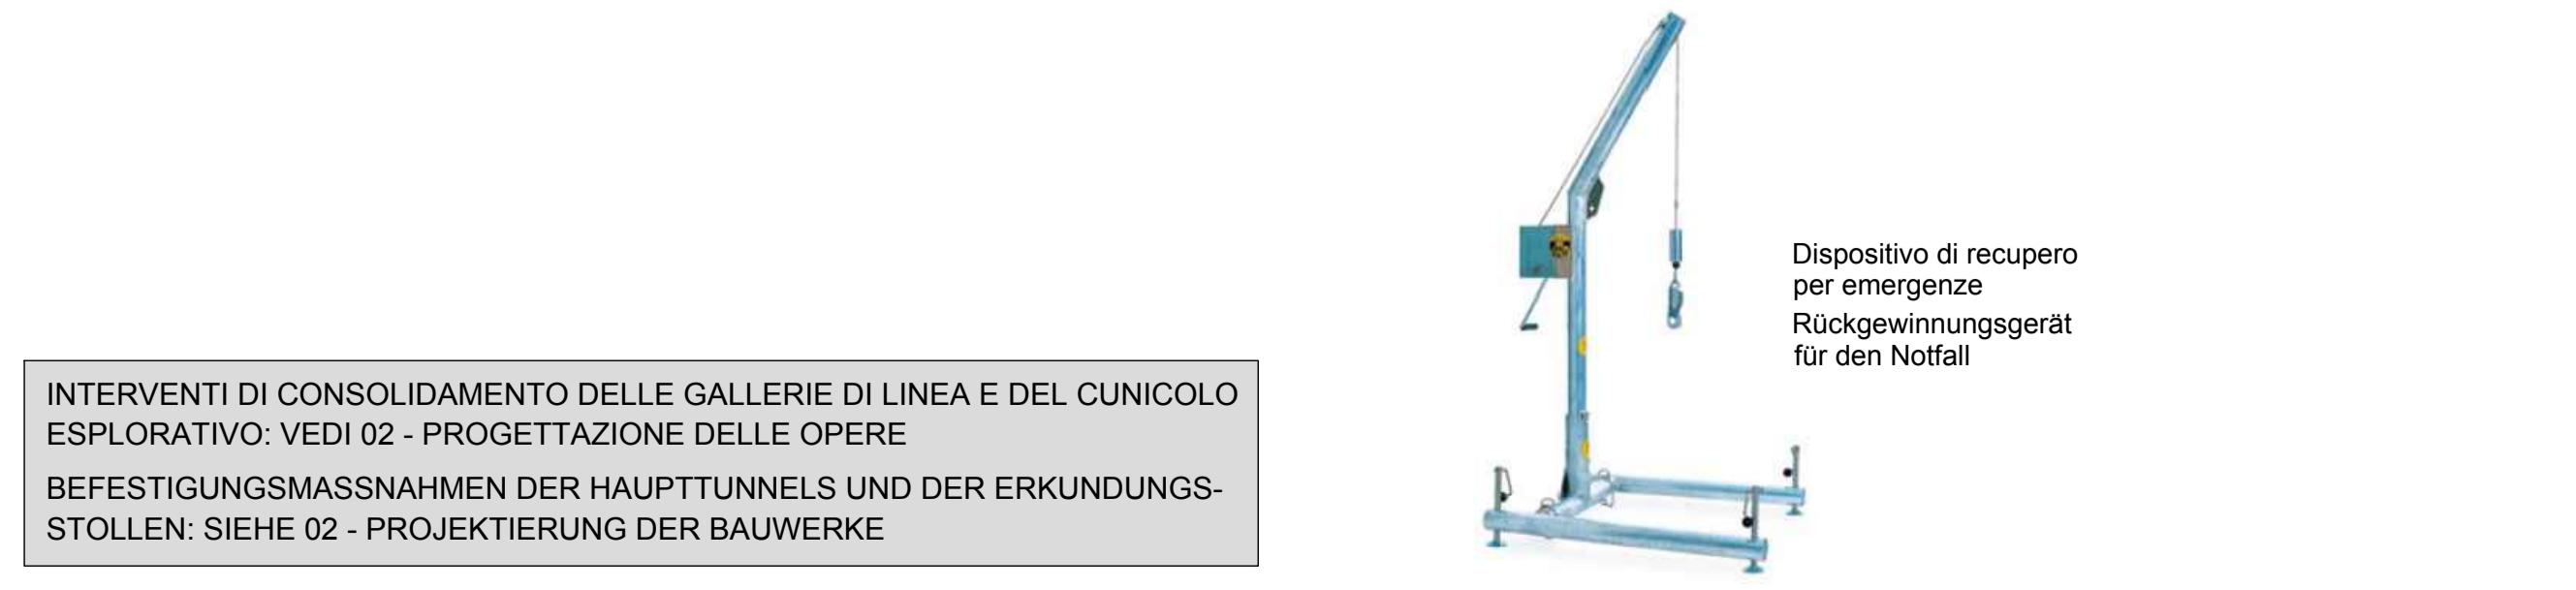 INTERVENTI DI CONSOLIDAMENTO DELLE GALLERIE DI LINEA E DEL CUNICOLO
ESPLORATIVO: VEDI 02 - PROGETTAZIONE DELLE OPERE
BEFESTIGUNGSMASSNAHMEN DER HAUPTTUNNELS UND DER ERKUNDUNGS-
STOLLEN: SIEHE 02 - PROJEKTIERUNG DER BAUWERKE
Dispositivo di recupero
per emergenze
Rückgewinnungsgerät
für den Notfall